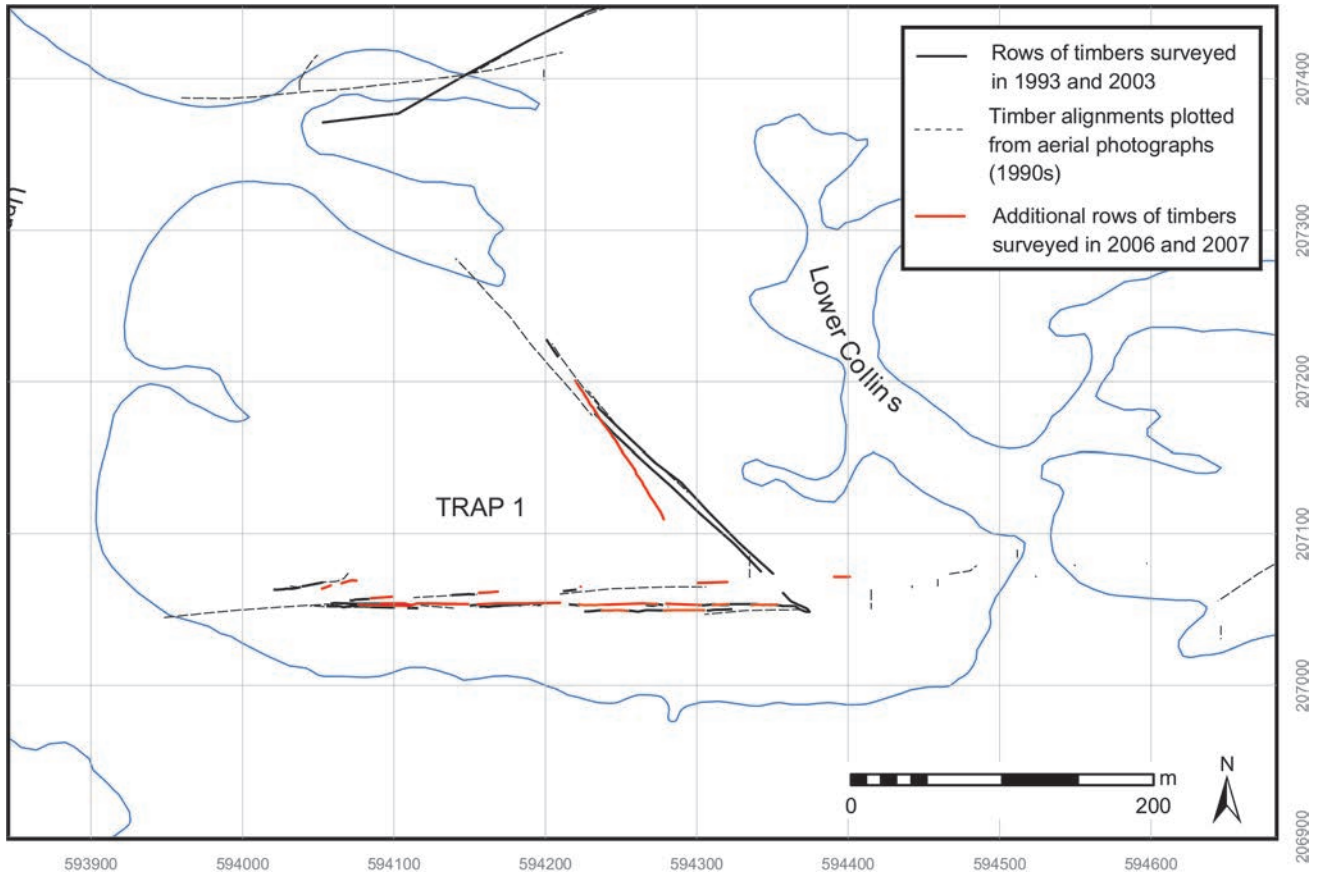 Rows of timbers surveyed
in 1993 and 2003
Timber alignments plotted
from aerial photographs
(1990s)
Additional rows of timbers
surveyed in 2006 and 2007
Lower Collins
TRAP 1
m
0
200
N
207400
207300
207200
207100
207000
206900
593900
594000
594100
594200
594300
594400
594500
594600